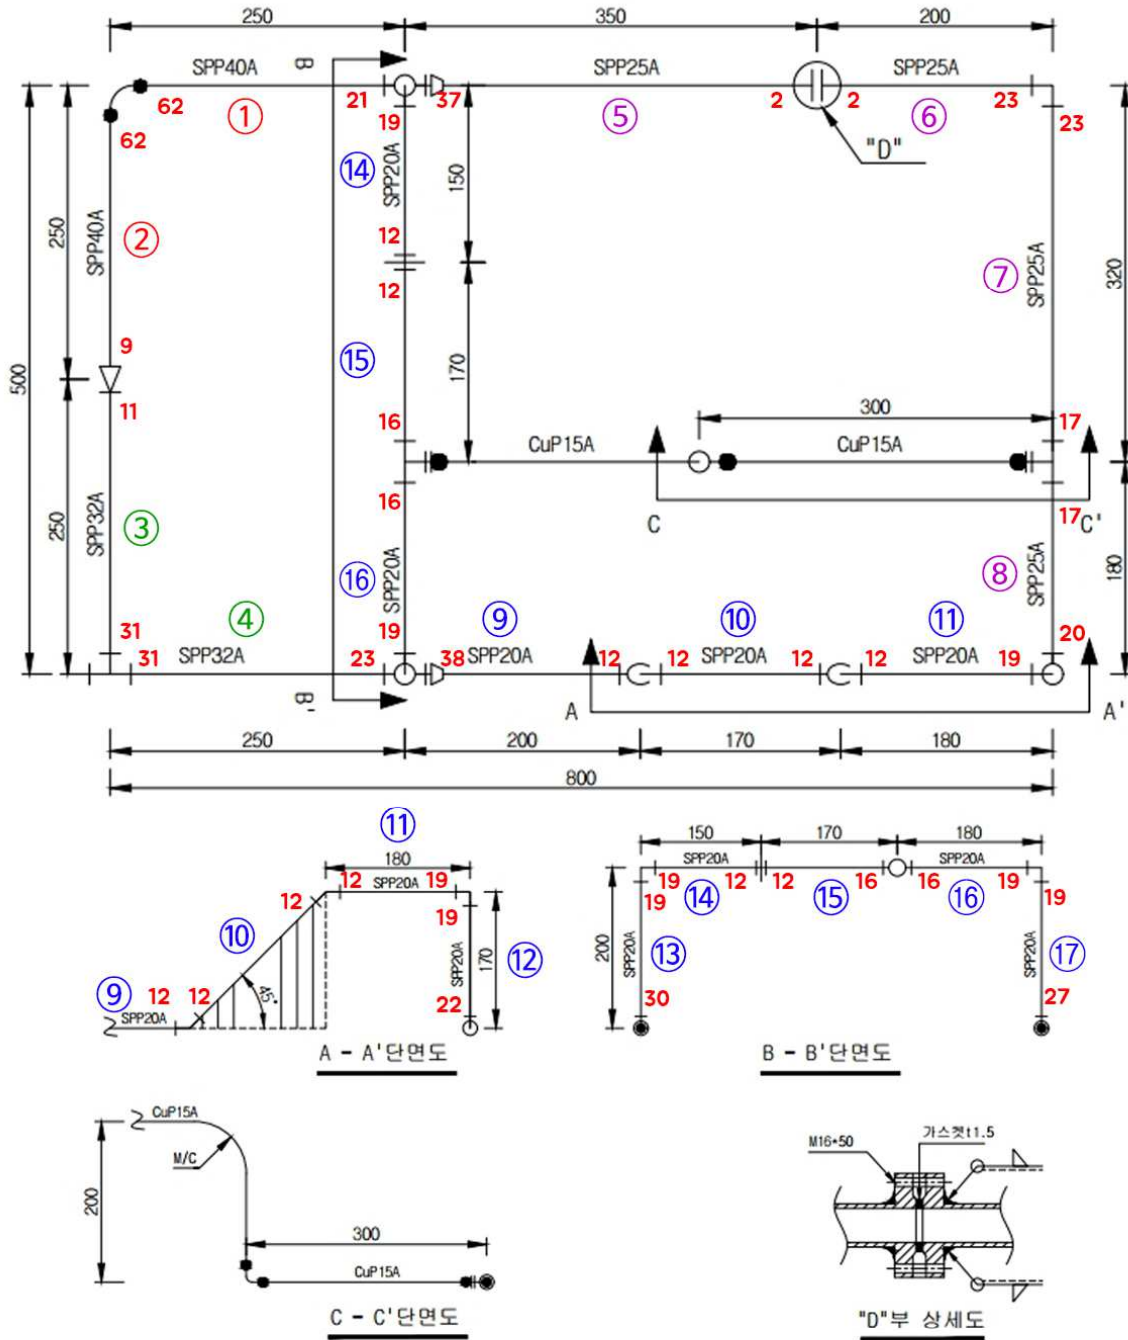 250
350
200
SPP40A
B
SPP25A
SPP25A
62
①
21
37
⑤
2
2
⑥
23
62
19
23
"D"
⑭
SPP20A
150
250
SPP40A
②
12
⑦
SPP25A
320
12
500
9
⑮
170
11
16
300
17
CuP15A
CuP15A
16
C
17
C'
250
SPP32A
③
⑯
SPP20A
⑧
SPP25A
180
④
⑨
⑩
⑪
31
19
20
31
SPP32A
23
38
SPP20A
12
12
SPP20A
12
12
SPP20A
19
B'
A
A'
250
200
170
180
800
⑪
180
12
SPP20A
19
12
19
⑩
SPP20A
170
⑫
⑨
12
12
45°
22
SPP20A
A - A'단면도
150
170
180
SPP20A
SPP20A
19
12
12
16
16
19
⑭
⑮
⑯
19
19
200
SPP20A
⑬
SPP20A
⑰
30
27
B - B'단면도
CuP15A
M/C
200
300
CuP15A
C - C'단면도
M16*50
가스켓t1.5
"D"부 상세도